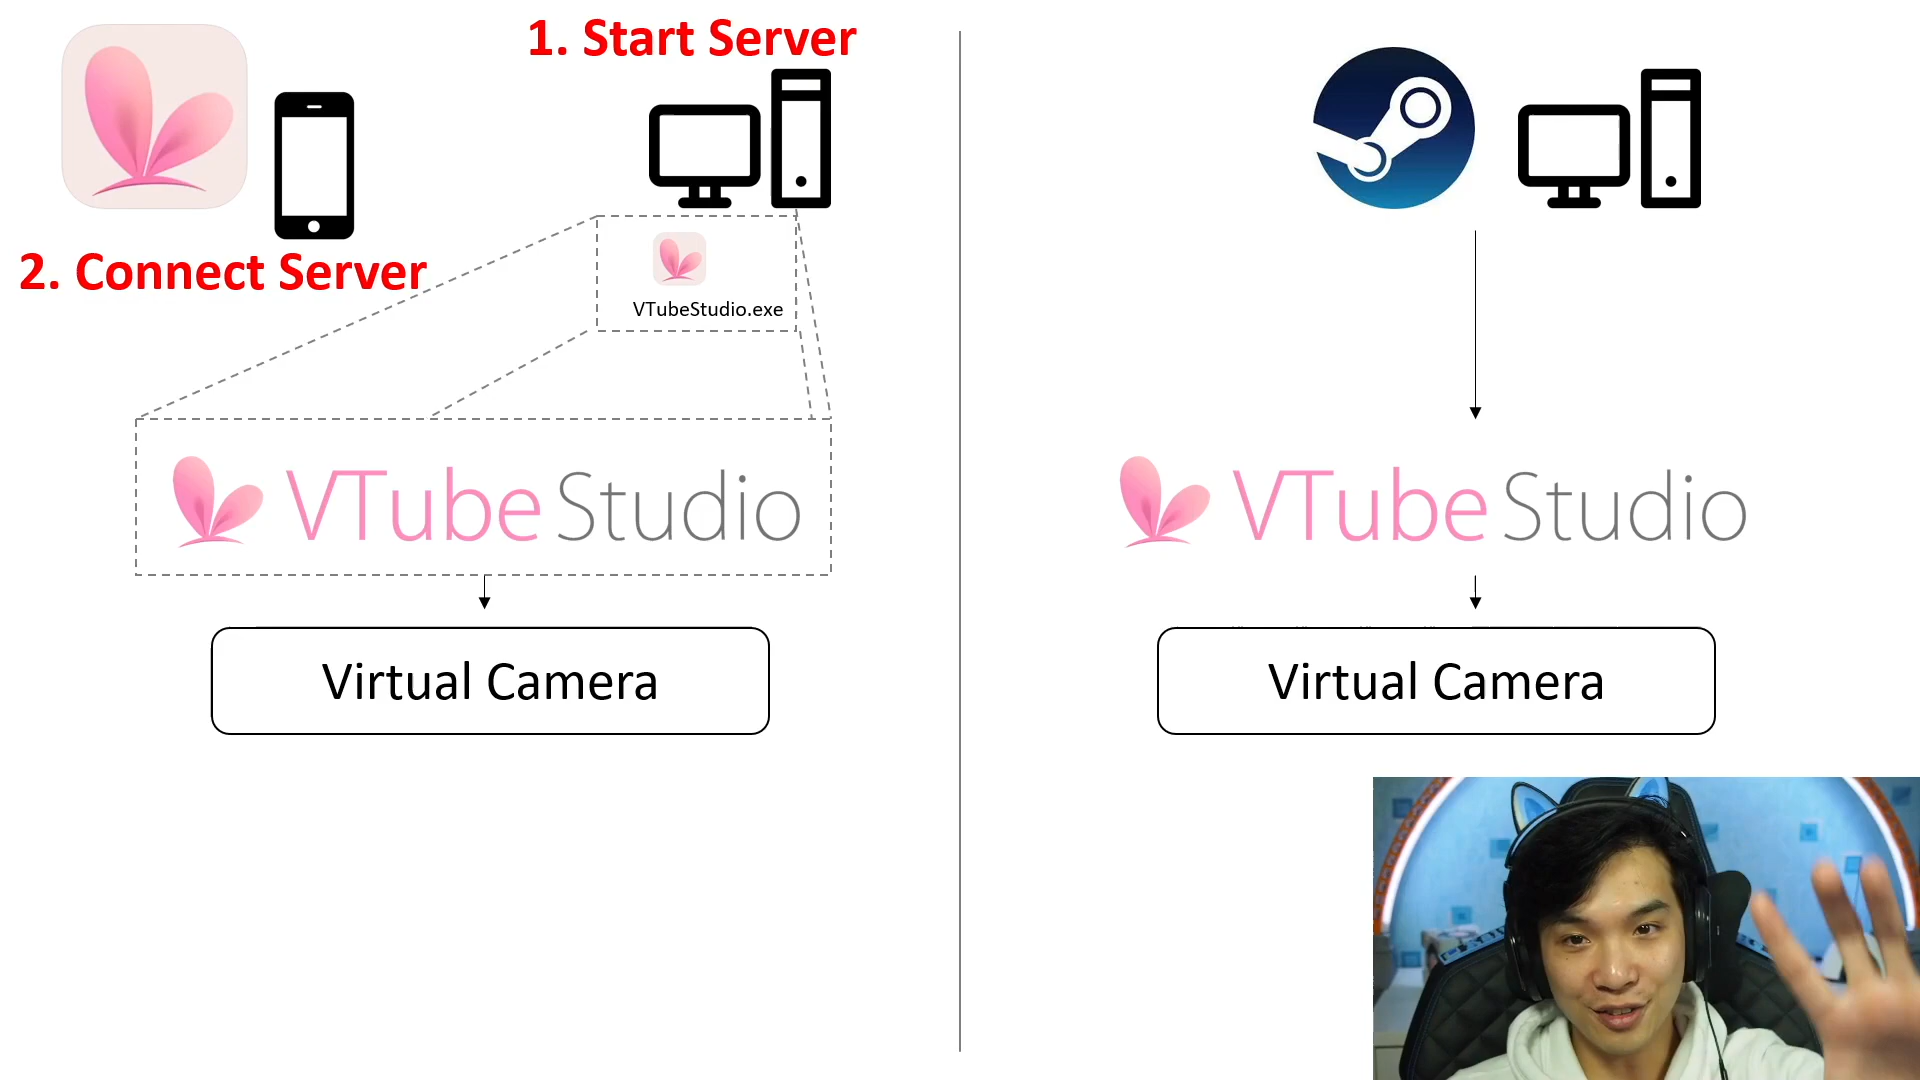 1. Start Server
2. Connect Server
VTubeStudio.exe
VTube Studio
VTube Studio
Virtual Camera
Virtual Camera